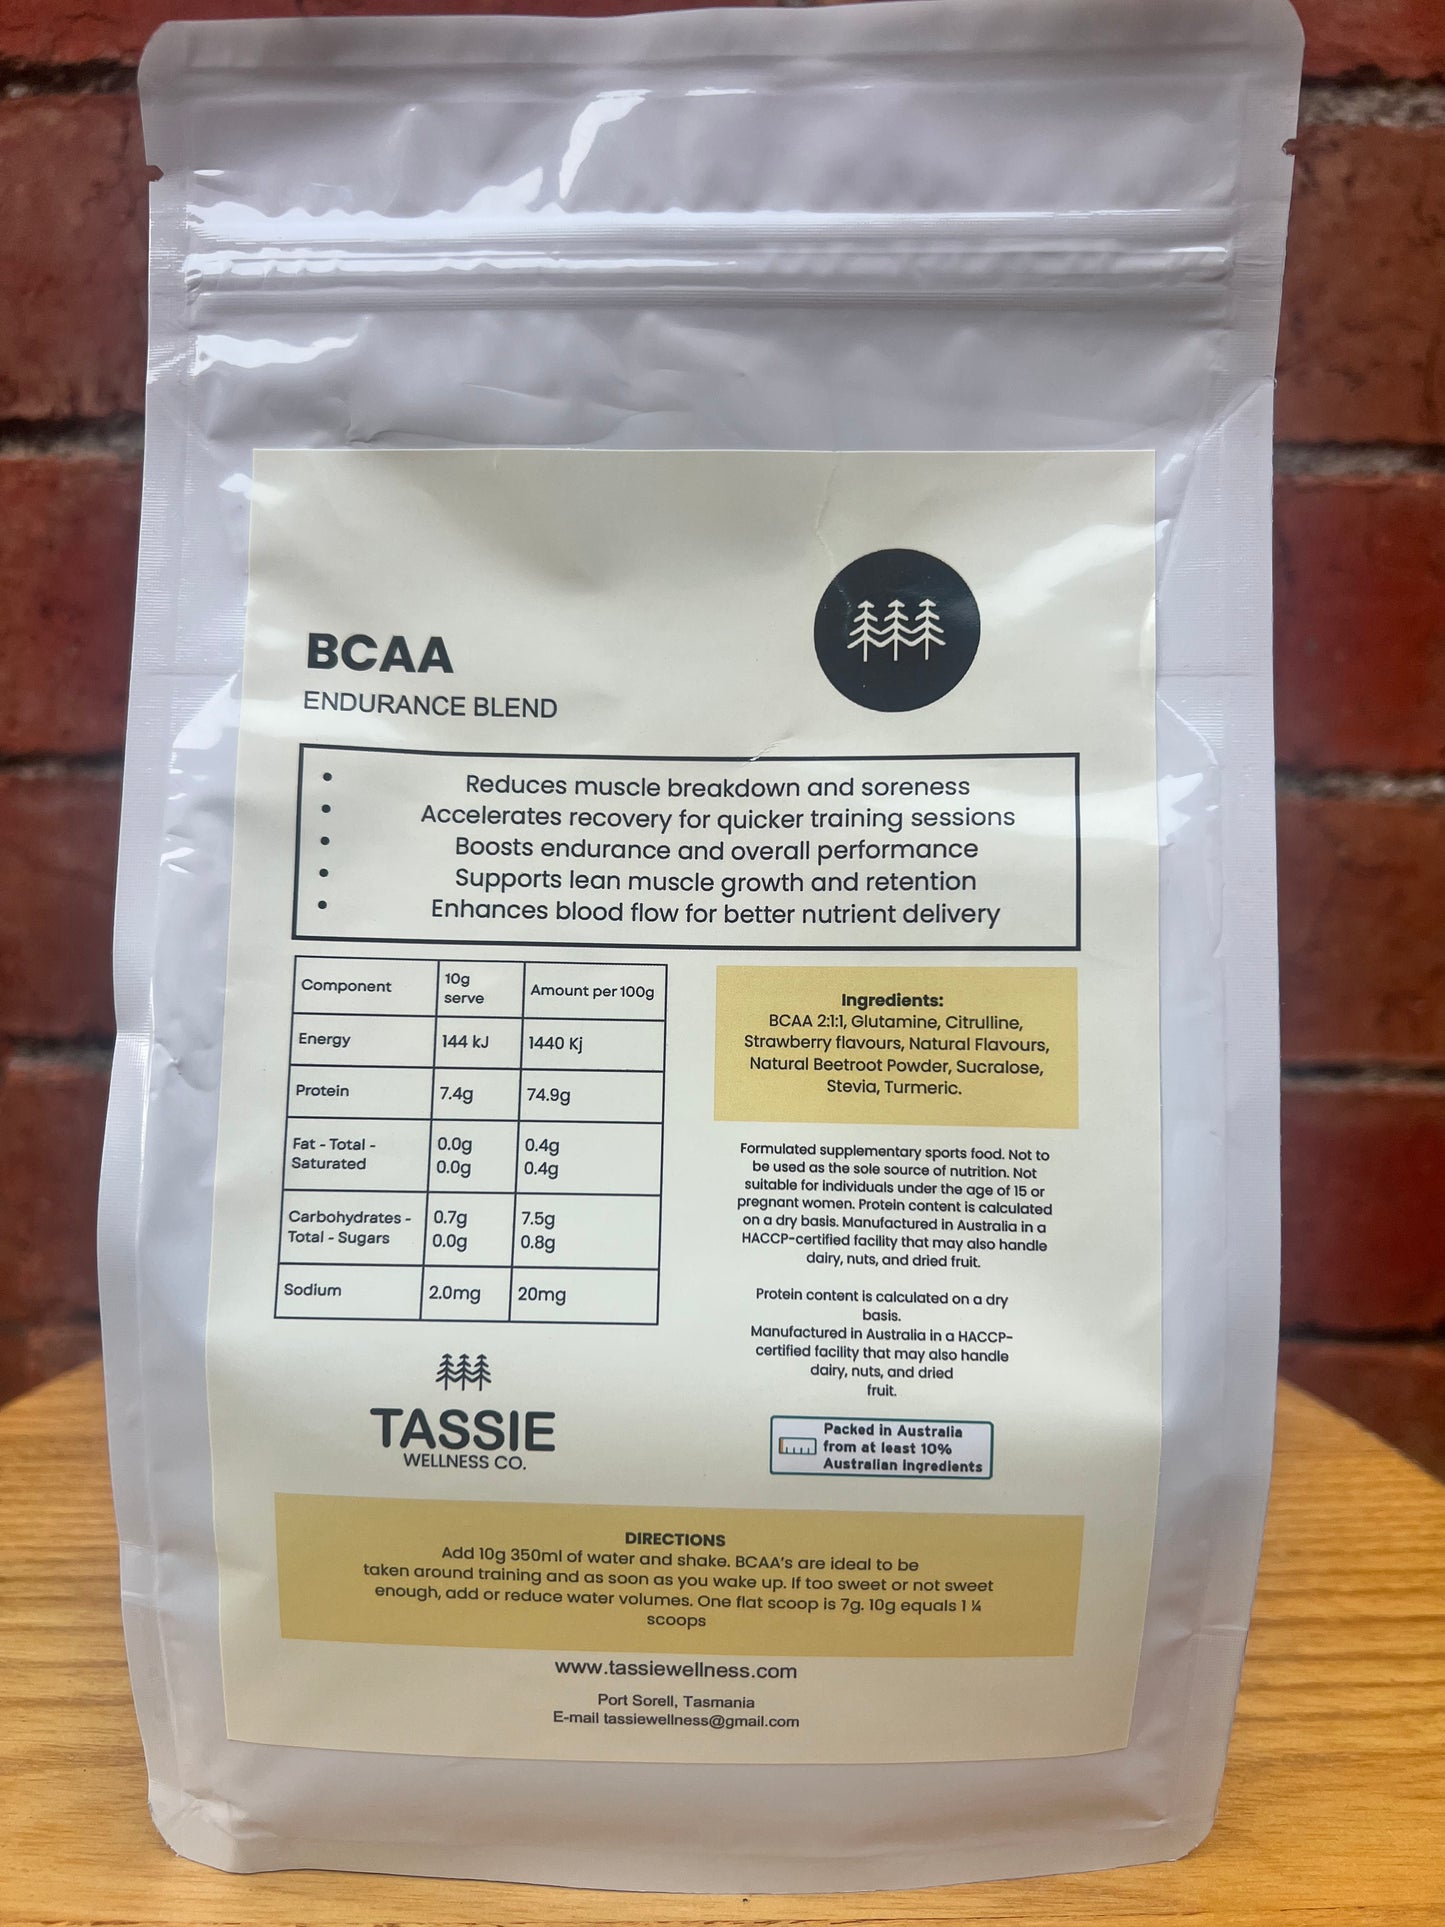 BCAA
ENDURANCE BLEND
• Reduces muscle breakdown and soreness
• Accelerates recovery for quicker training sessions
• Boosts endurance and overall performance
• Supports lean muscle growth and retention
• Enhances blood flow for better nutrient delivery
Component 10g serve Amount per 100g
Energy 144 kJ 1440 Kj
Protein 7.4g 74.9g
Fat - Total - 0.0g 0.4g
Saturated 0.0g 0.4g
Carbohydrates - 0.7g 7.5g
Total - Sugars 0.0g 0.8g
Sodium 2.0mg 20mg
Ingredients:
BCAA 2:1:1, Glutamine, Citrulline,
Strawberry flavours, Natural Flavours,
Natural Beetroot Powder, Sucralose,
Stevia, Turmeric.
Formulated supplementary sports food. Not to
be used as the sole source of nutrition. Not
suitable for individuals under the age of 15 or
pregnant women. Protein content is calculated
on a dry basis. Manufactured in Australia in a
HACCP-certified facility that may also handle
dairy, nuts, and dried fruit.
Protein content is calculated on a dry
basis.
Manufactured in Australia in a HACCP-
certified facility that may also handle
dairy, nuts, and dried
fruit.
TASSIE
WELLNESS CO.
Packed in Australia
from at least 10%
Australian ingredients
DIRECTIONS
Add 10g 350ml of water and shake. BCAA's are ideal to be
taken around training and as soon as you wake up. If too sweet or not sweet
enough, add or reduce water volumes. One flat scoop is 7g. 10g equals 1 ¼
scoops
www.tassiewellness.com
Port Sorell, Tasmania
E-mail tassiewellness@gmail.com